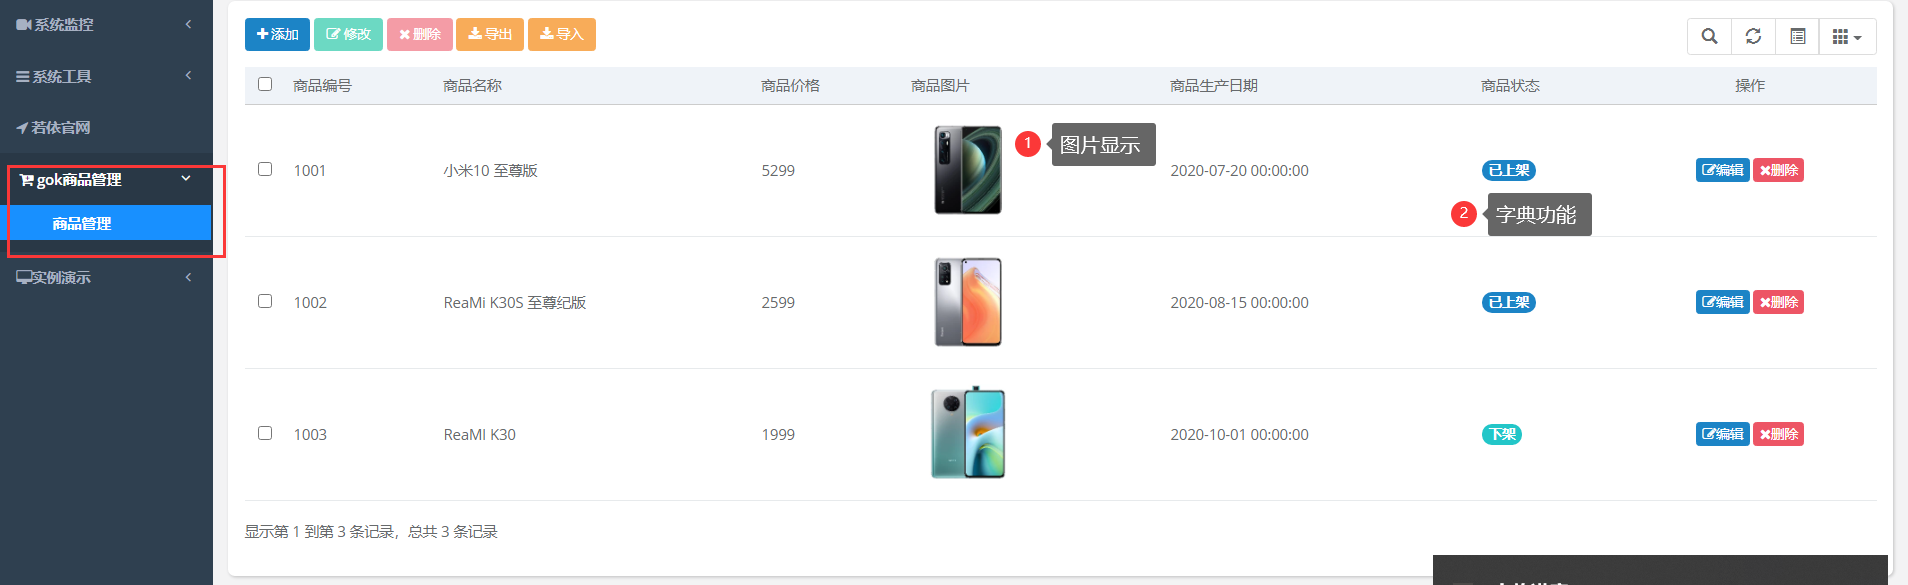 系统监控
系统工具
若依官网
gok商品管理
商品管理
实例演示
添加 修改 删除 导出 导入
商品编号 商品名称 商品价格 商品图片 商品生产日期 商品状态 操作
1001 小米10 至尊版 5299 2020-07-20 00:00:00 已上架 编辑 删除
1 图片显示
2 字典功能
1002 ReaMi K30S 至尊纪版 2599 2020-08-15 00:00:00 已上架 编辑 删除
1003 ReaMI K30 1999 2020-10-01 00:00:00 下架 编辑 删除
显示第 1 到第 3 条记录，总共 3 条记录